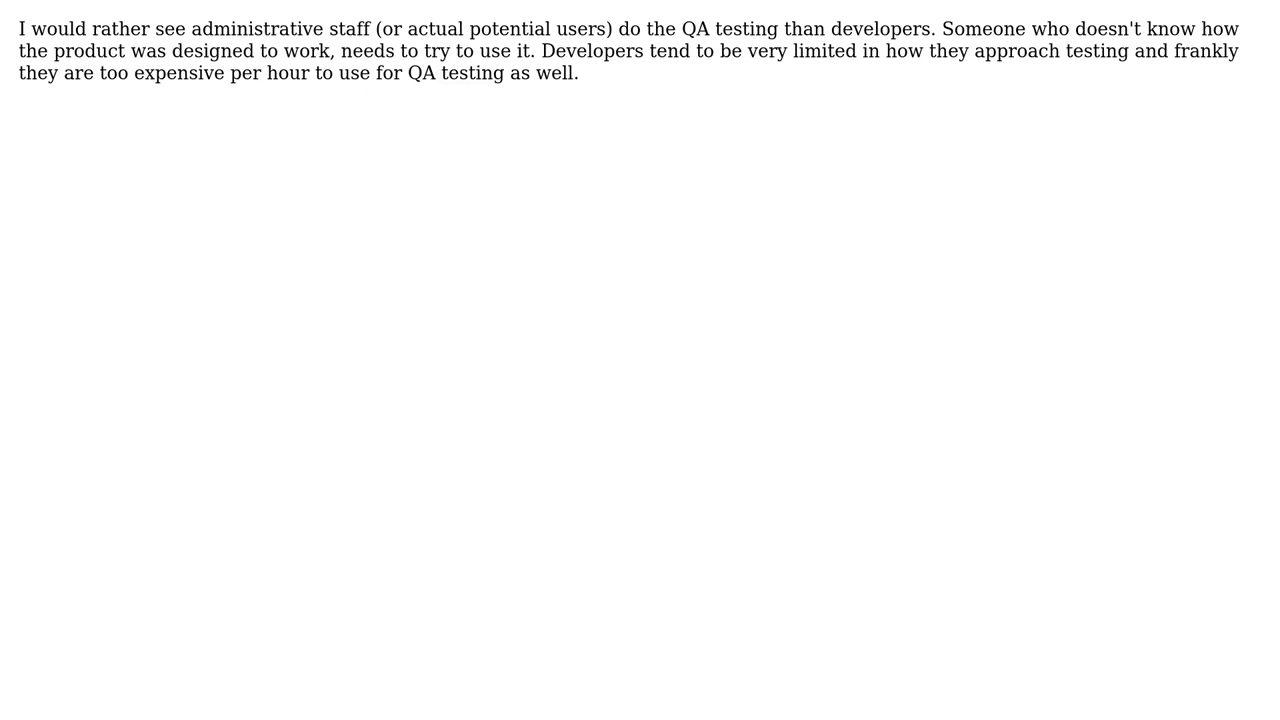 I would rather see administrative staff (or actual potential users) do the QA testing than developers. Someone who doesn't know how
the product was designed to work, needs to try to use it. Developers tend to be very limited in how they approach testing and frankly
they are too expensive per hour to use for QA testing as well.